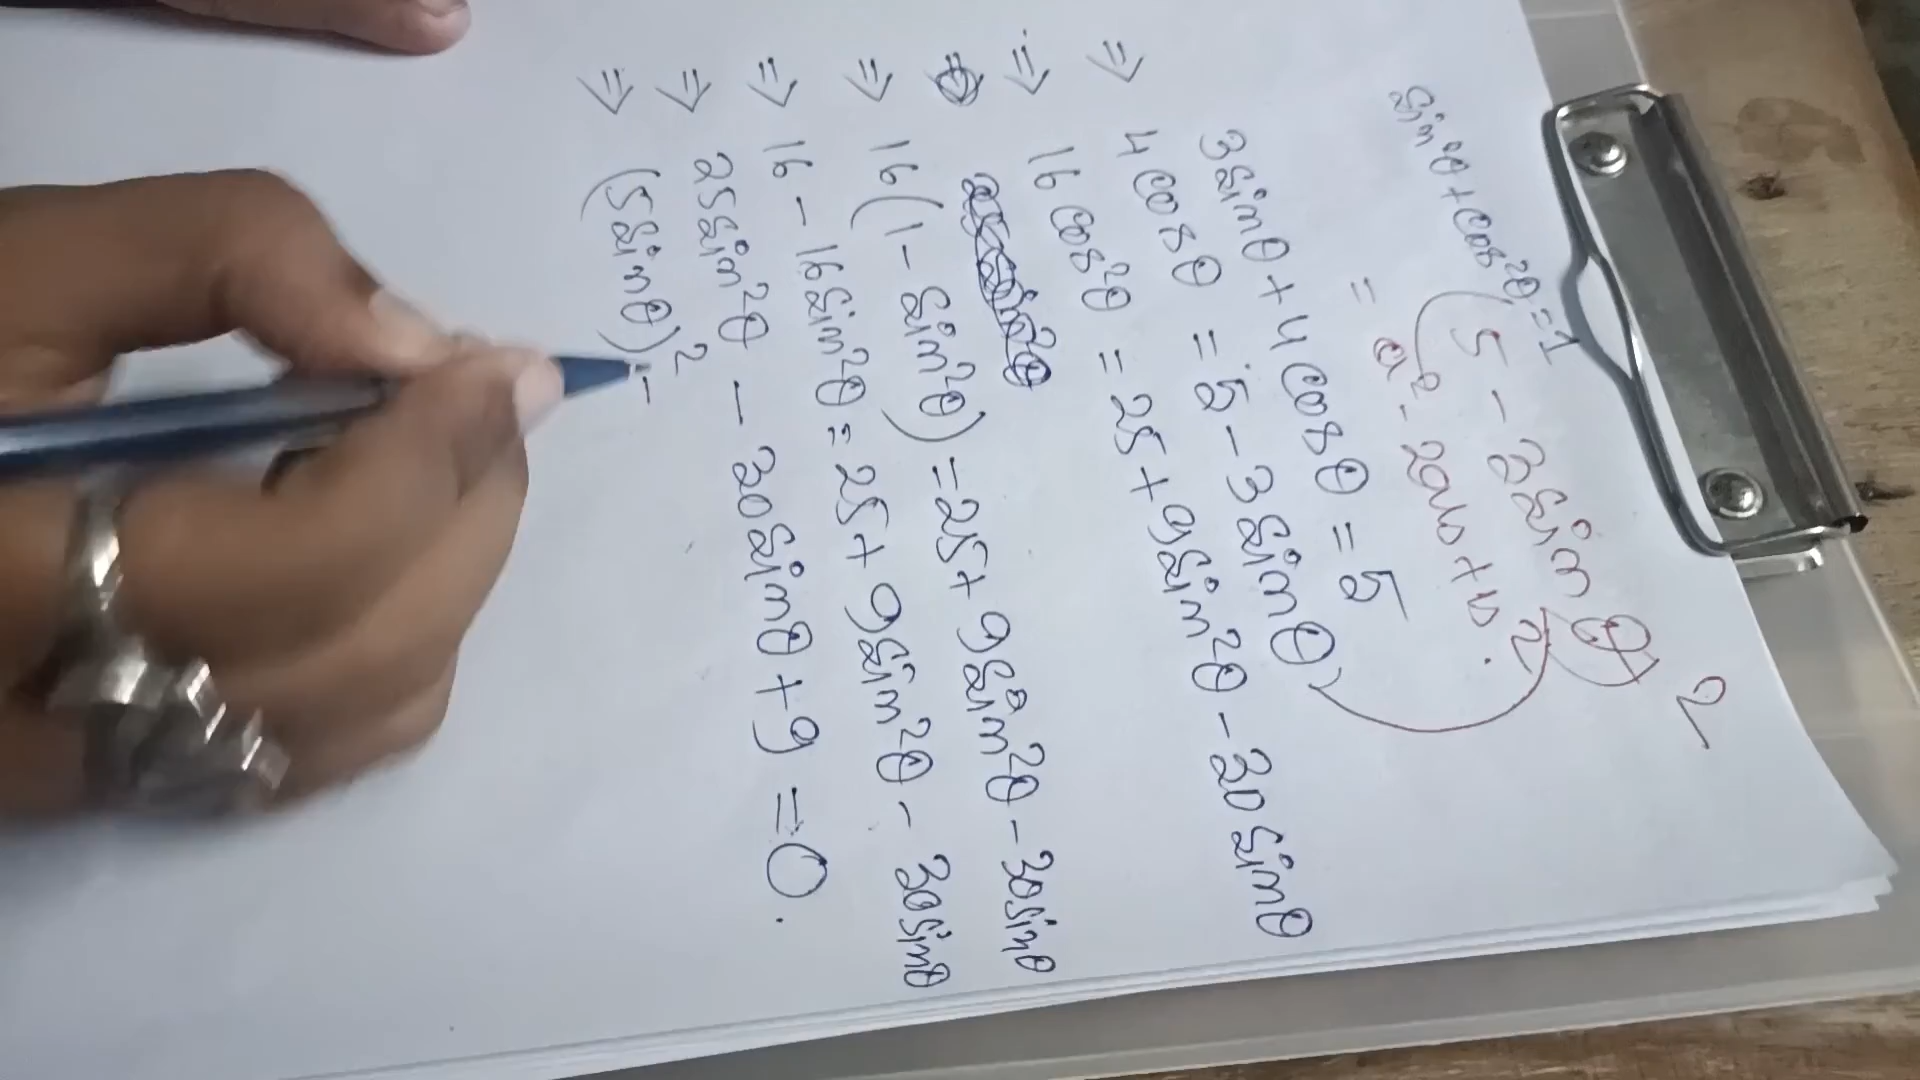 sin²θ + cos²θ = 1
(5 - 3sinθ)²
= a² - 2ab + b².
3sinθ + 4cosθ = 5
⇒ 4cosθ = 5 - 3sinθ
⇒ 16cos²θ = 25 + 9sin²θ - 30sinθ
⇒ 16(1 - sin²θ) = 25 + 9sin²θ - 30sinθ
⇒ 16 - 16sin²θ = 25 + 9sin²θ - 30sinθ
⇒ 25sin²θ - 30sinθ + 9 = 0.
⇒ (5sinθ)² -